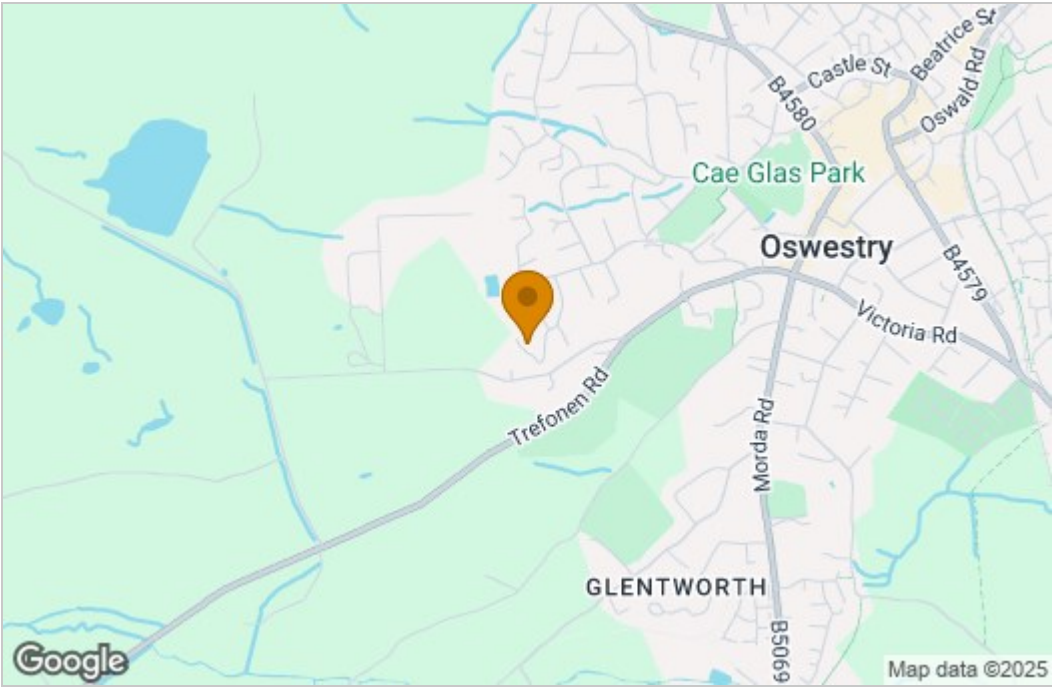 Beatrice St
Castle St
Oswald Rd
B4580
Cae Glas Park
Oswestry
B4579
Victoria Rd
Trefonen Rd
Morda Rd
GLENTWORTH
B5069
Google
Map data ©2025